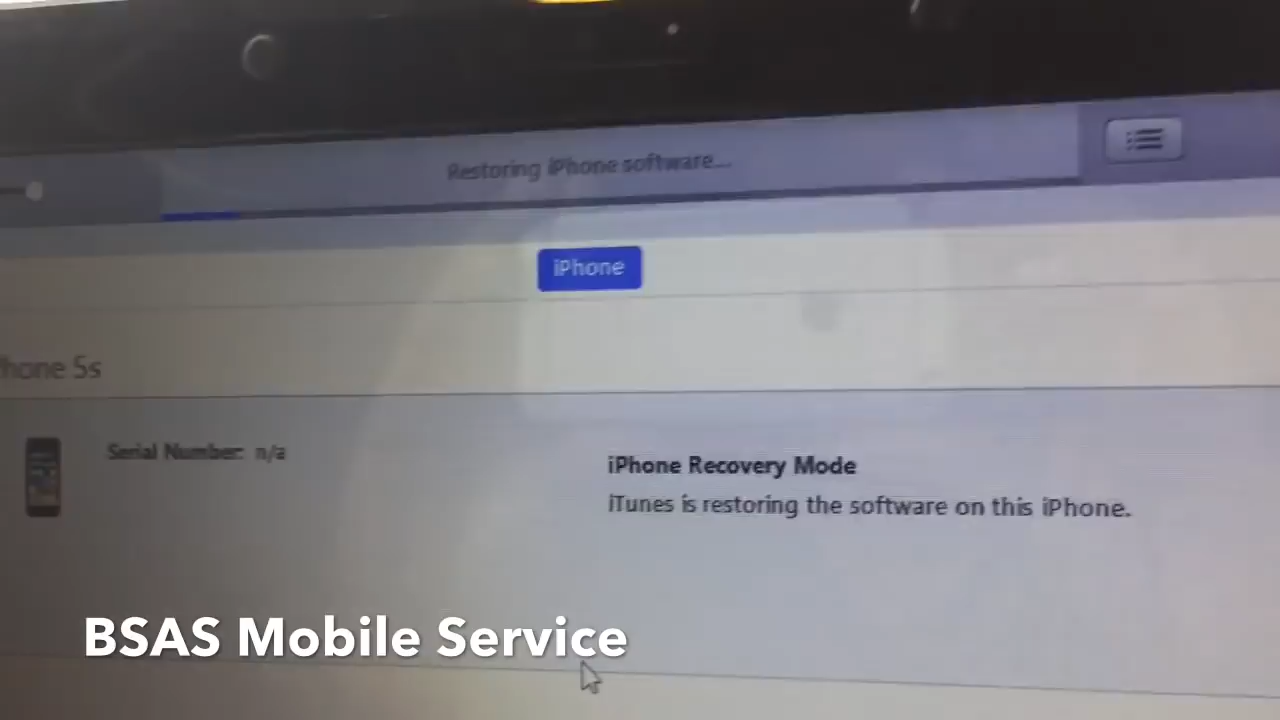 Restoring iPhone software...
iPhone
hone 5s
Serial Number: n/a
iPhone Recovery Mode
iTunes is restoring the software on this iPhone.
BSAS Mobile Service